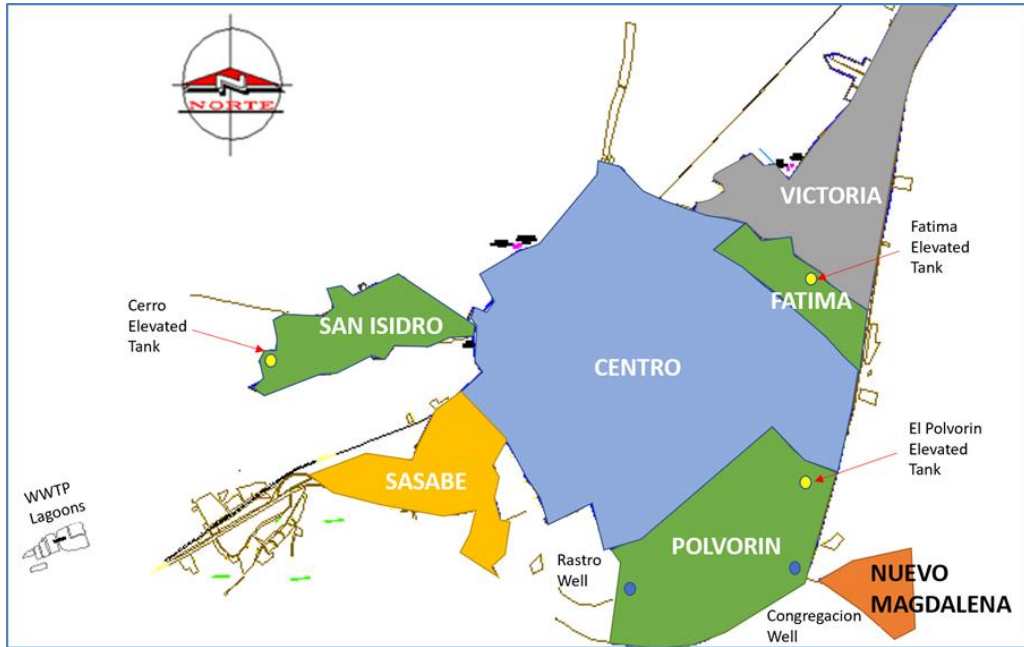 NORTE
VICTORIA
Fatima
Elevated
Tank
FATIMA
Cerro
Elevated
Tank
SAN ISIDRO
CENTRO
El Polvorin
Elevated
Tank
SASABE
WWTP
Lagoons
POLVORIN
Rastro
Well
NUEVO
MAGDALENA
Congregacion
Well